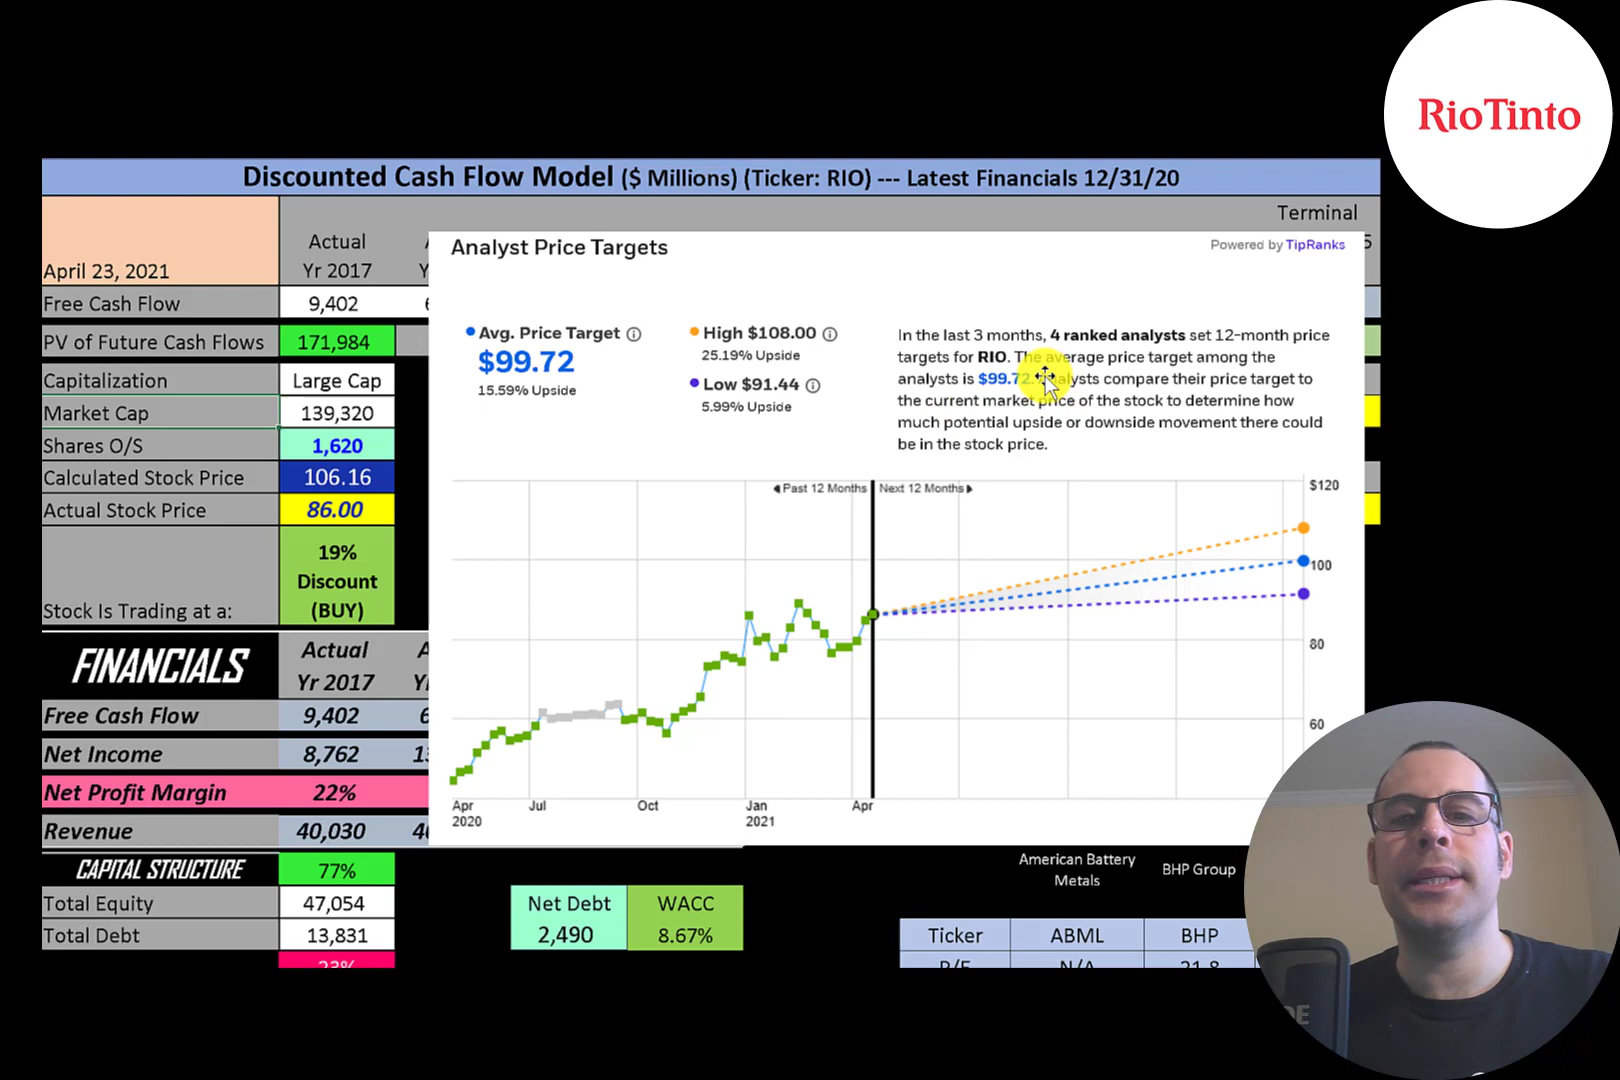 RioTinto
Discounted Cash Flow Model ($ Millions) (Ticker: RIO) --- Latest Financials 12/31/20
Terminal
April 23, 2021
Actual
Yr 2017
Free Cash Flow
9,402
PV of Future Cash Flows
171,984
Capitalization
Large Cap
Market Cap
139,320
Shares O/S
1,620
Calculated Stock Price
106.16
Actual Stock Price
86.00
Stock Is Trading at a:
19%
Discount
(BUY)
Analyst Price Targets
Powered by TipRanks
Avg. Price Target
$99.72
15.59% Upside
High $108.00
25.19% Upside
Low $91.44
5.99% Upside
In the last 3 months, 4 ranked analysts set 12-month price
targets for RIO. The average price target among the
analysts is $99.72. Analysts compare their price target to
the current market price of the stock to determine how
much potential upside or downside movement there could
be in the stock price.
Past 12 Months
Next 12 Months
$120
100
80
60
Apr
2020
Jul
Oct
Jan
2021
Apr
FINANCIALS
Actual
Yr 2017
Free Cash Flow
9,402
Net Income
8,762
Net Profit Margin
22%
Revenue
40,030
CAPITAL STRUCTURE
77%
Total Equity
47,054
Total Debt
13,831
23%
Net Debt
2,490
WACC
8.67%
American Battery
Metals
BHP Group
Ticker
ABML
BHP
P/E
N/A
21.8